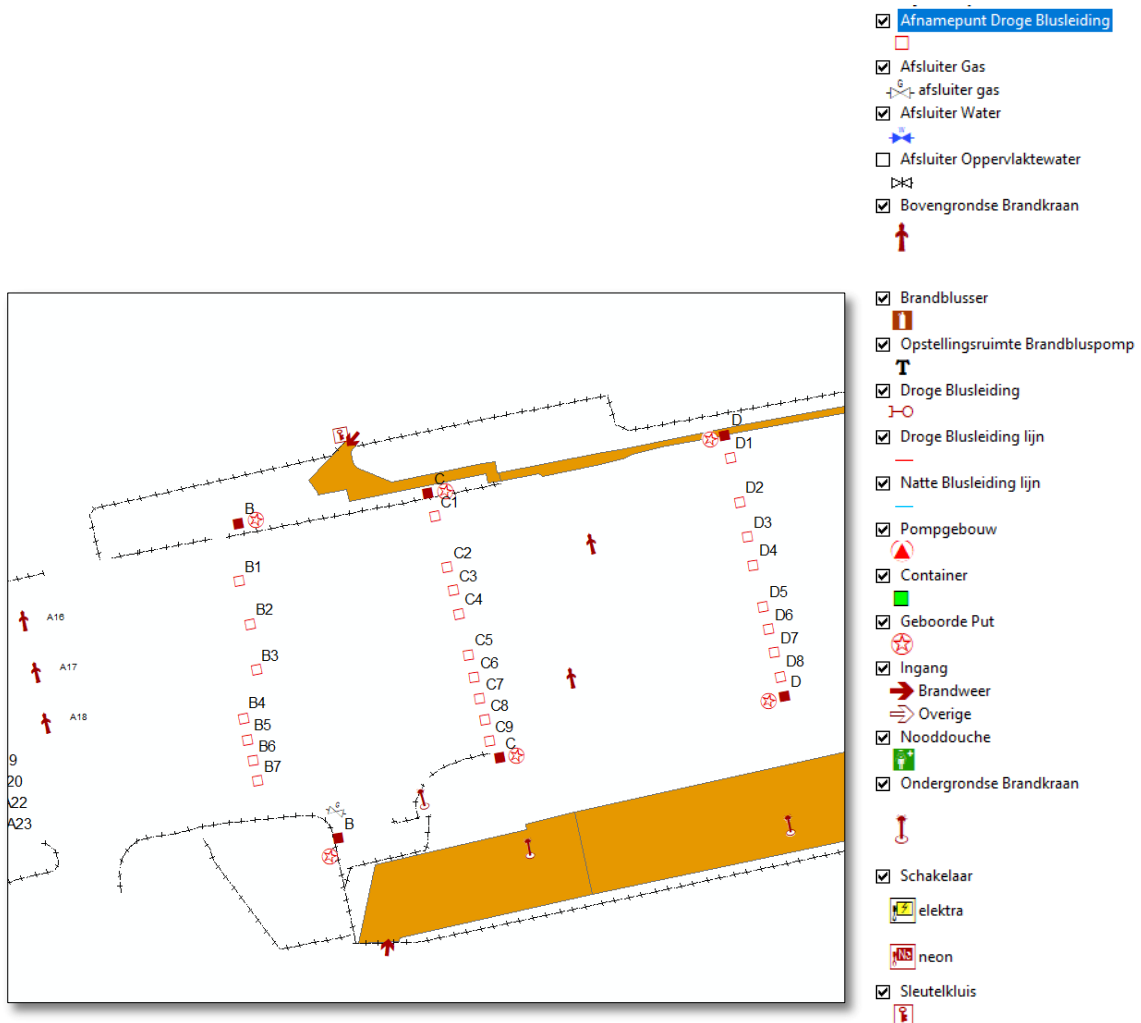 Afnamepunt Droge Blusleiding
Afsluiter Gas
G
afsluiter gas
Afsluiter Water
W
Afsluiter Oppervlaktewater
Bovengrondse Brandkraan
Brandblusser
Opstellingsruimte Brandbluspomp
T
Droge Blusleiding
Droge Blusleiding lijn
Natte Blusleiding lijn
Pompgebouw
Container
Geboorde Put
Ingang
Brandweer
Overige
Nooddouche
Ondergrondse Brandkraan
Schakelaar
elektra
Ns
neon
Sleutelkluis
D
D1
C
D2
C1
B
D3
D4
C2
B1
C3
D5
C4
B2
D6
A16
D7
C5
B3
D8
A17
C6
D
C7
B4
C8
A18
B5
C9
B6
C
9
B7
20
A22
G
A23
B